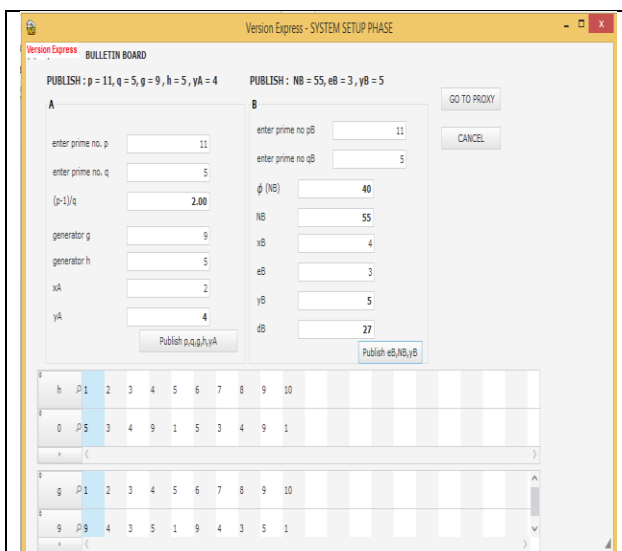 Version Express - SYSTEM SETUP PHASE
Version Express
BULLETIN BOARD
PUBLISH : p = 11, q = 5, g = 9 , h = 5 , yA = 4
PUBLISH : NB = 55, eB = 3 , yB = 5
GO TO PROXY
CANCEL
A
enter prime no. p 11
enter prime no. q 5
(p-1)/q 2.00
generator g 9
generator h 5
xA 2
yA 4
Publish p,q,g,h,yA
B
enter prime no pB 11
enter prime no qB 5
ϕ (NB) 40
NB 55
xB 4
eB 3
yB 5
dB 27
Publish eB,NB,yB
h 1 2 3 4 5 6 7 8 9 10
0 5 3 4 9 1 5 3 4 9 1
g 1 2 3 4 5 6 7 8 9 10
9 9 4 3 5 1 9 4 3 5 1